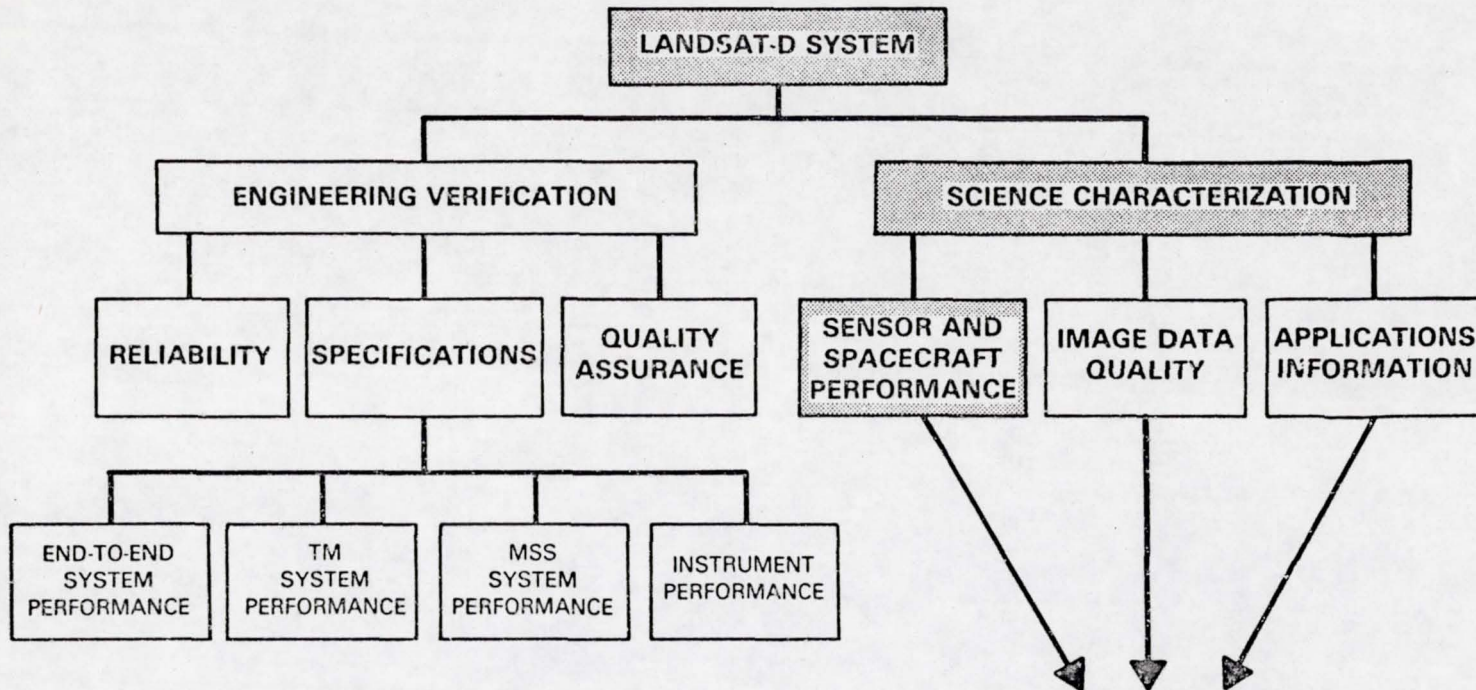 LANDSAT-D SYSTEM
ENGINEERING VERIFICATION
SCIENCE CHARACTERIZATION
RELIABILITY
SPECIFICATIONS
QUALITY
ASSURANCE
SENSOR AND
SPACECRAFT
PERFORMANCE
IMAGE DATA
QUALITY
APPLICATIONS
INFORMATION
END-TO-END
SYSTEM
PERFORMANCE
TM
SYSTEM
PERFORMANCE
MSS
SYSTEM
PERFORMANCE
INSTRUMENT
PERFORMANCE